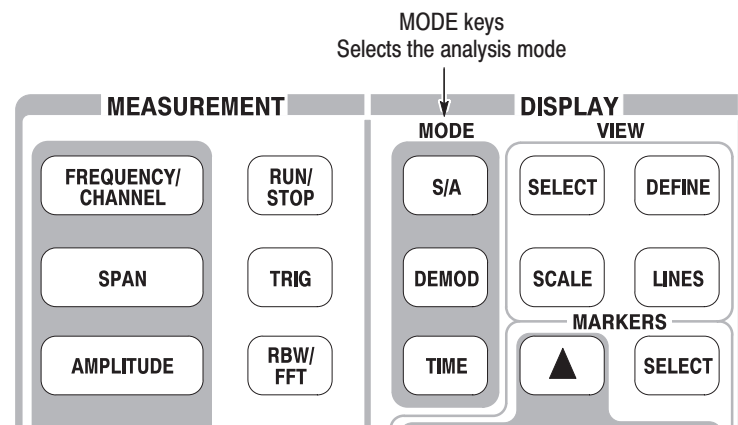 MODE keys
Selects the analysis mode
MEASUREMENT
DISPLAY
MODE
VIEW
FREQUENCY/
CHANNEL
RUN/
STOP
S/A
SELECT
DEFINE
SPAN
TRIG
DEMOD
SCALE
LINES
MARKERS
AMPLITUDE
RBW/
FFT
TIME
SELECT